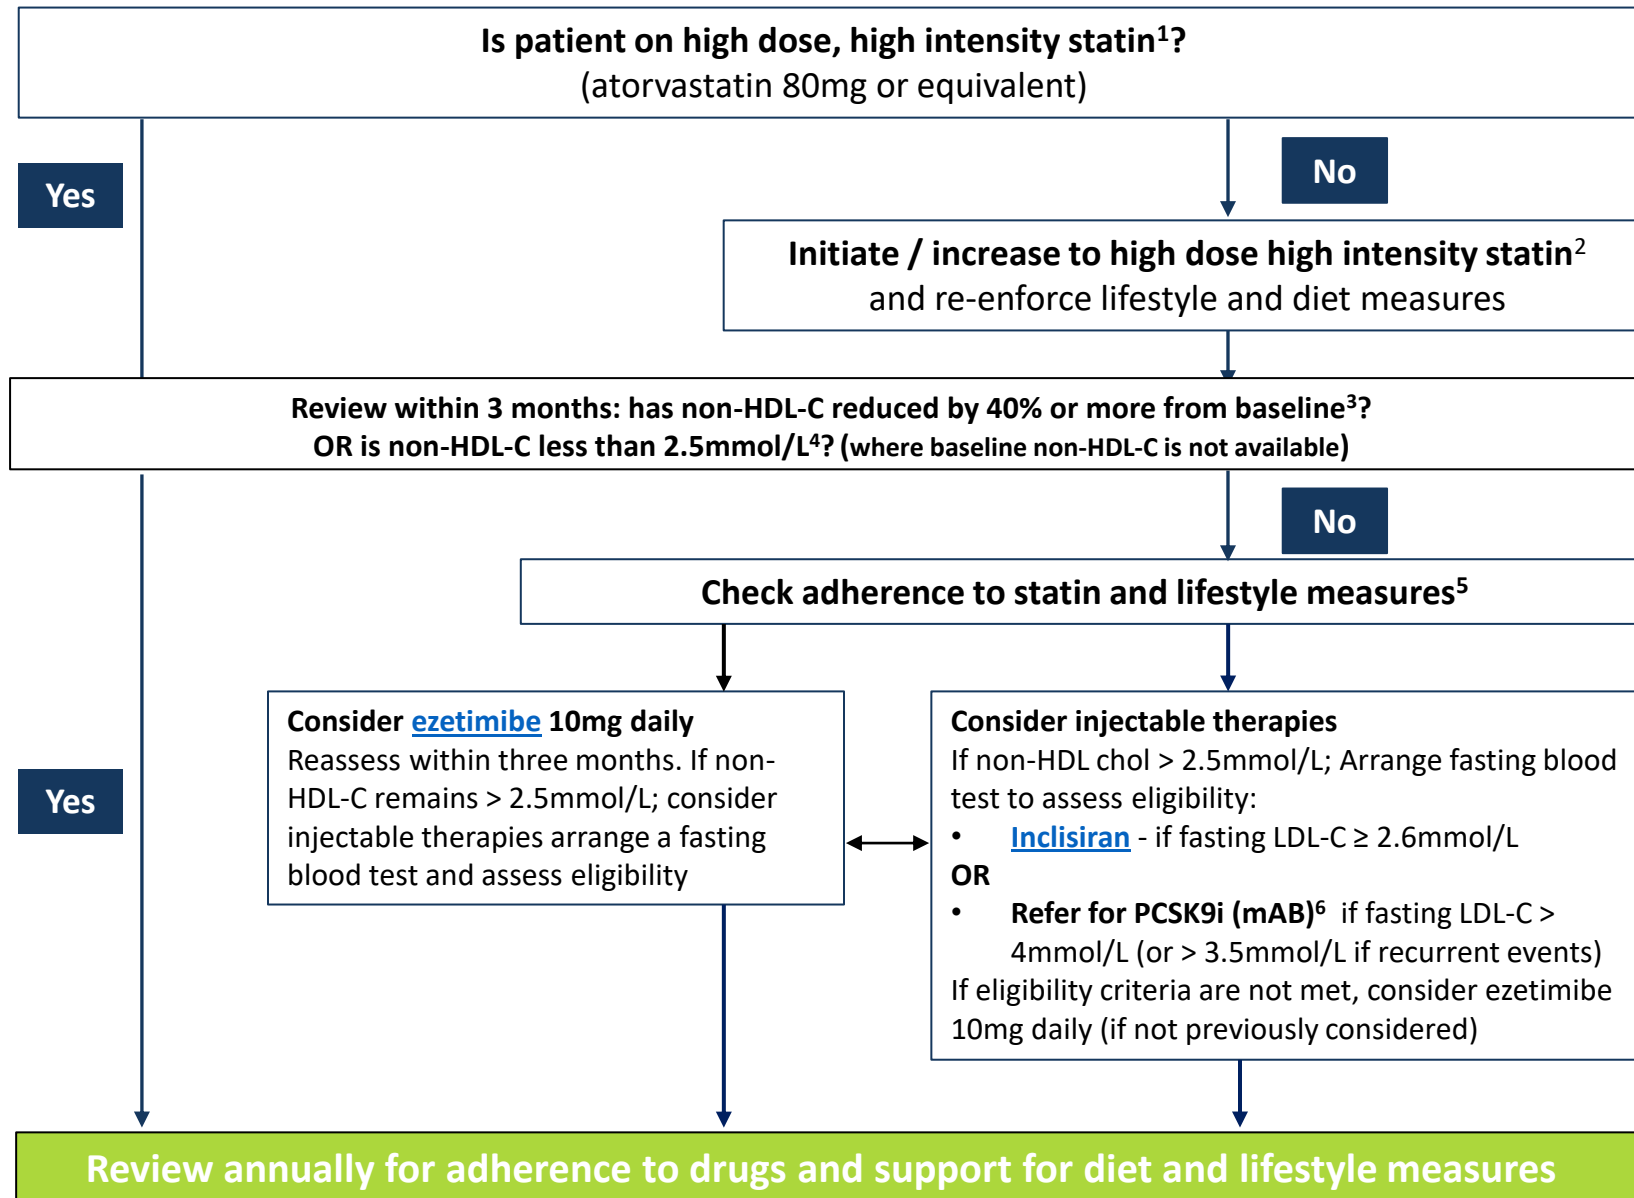 Is patient on high dose, high intensity statin¹?
(atorvastatin 80mg or equivalent)
Yes
No
Initiate / increase to high dose high intensity statin²
and re-enforce lifestyle and diet measures
Review within 3 months: has non-HDL-C reduced by 40% or more from baseline³?
OR is non-HDL-C less than 2.5mmol/L⁴? (where baseline non-HDL-C is not available)
No
Check adherence to statin and lifestyle measures⁵
Yes
Consider ezetimibe 10mg daily
Reassess within three months. If non-
HDL-C remains > 2.5mmol/L; consider
injectable therapies arrange a fasting
blood test and assess eligibility
Consider injectable therapies
If non-HDL chol > 2.5mmol/L; Arrange fasting blood
test to assess eligibility:
• Inclisiran - if fasting LDL-C ≥ 2.6mmol/L
OR
• Refer for PCSK9i (mAB)⁶ if fasting LDL-C >
4mmol/L (or > 3.5mmol/L if recurrent events)
If eligibility criteria are not met, consider ezetimibe
10mg daily (if not previously considered)
Review annually for adherence to drugs and support for diet and lifestyle measures